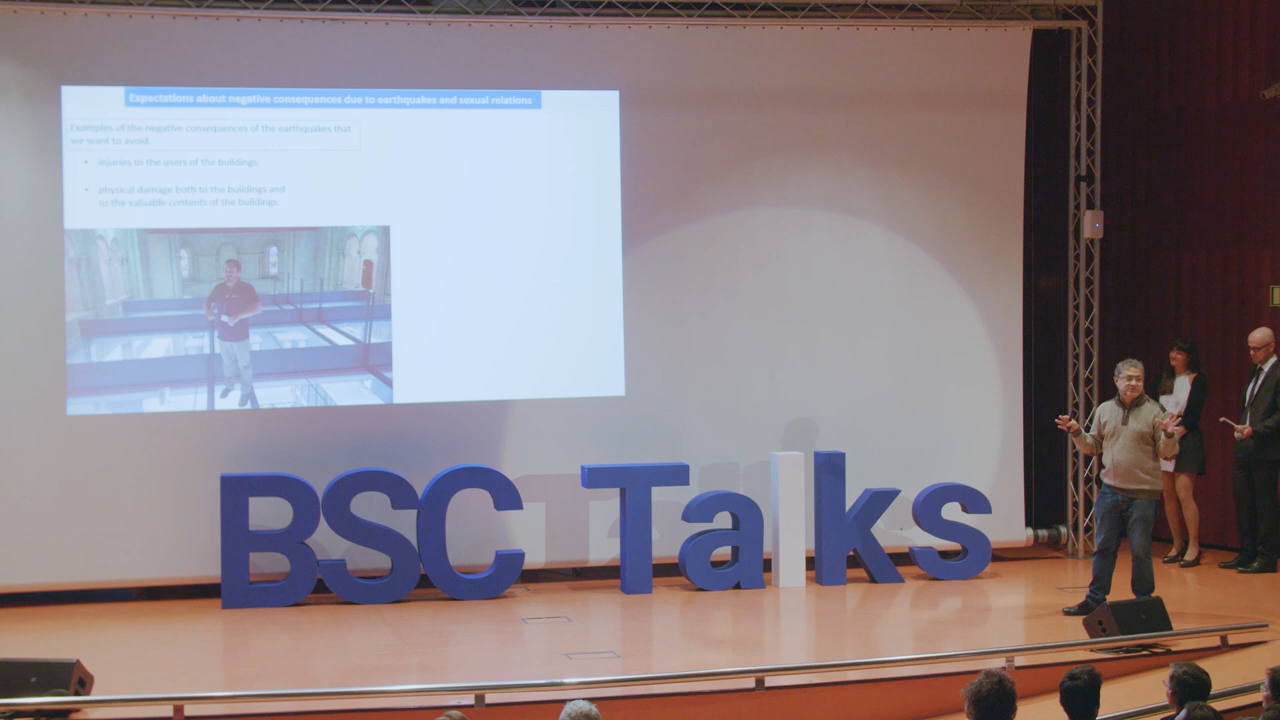 Expectations about negative consequences due to earthquakes and sexual relations
Examples of the negative consequences of the earthquakes that
we want to avoid.
• injuries to the users of the buildings.
• physical damage both to the buildings and
to the valuable contents of the buildings.
BSC Talks